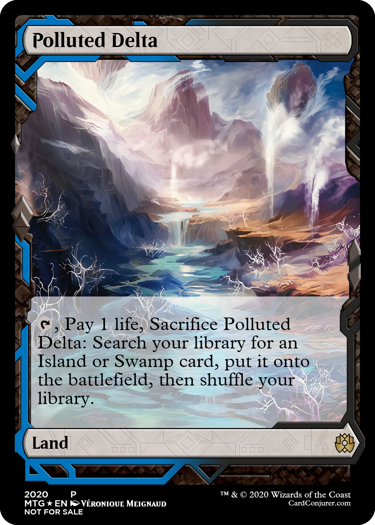 Polluted Delta
, Pay 1 life, Sacrifice Polluted
Delta: Search your library for an
Island or Swamp card, put it onto
the battlefield, then shuffle your
library.
Land
2020 P
MTG ★ EN Véronique Meignaud
NOT FOR SALE
™ & © 2020 Wizards of the Coast
CardConjurer.com